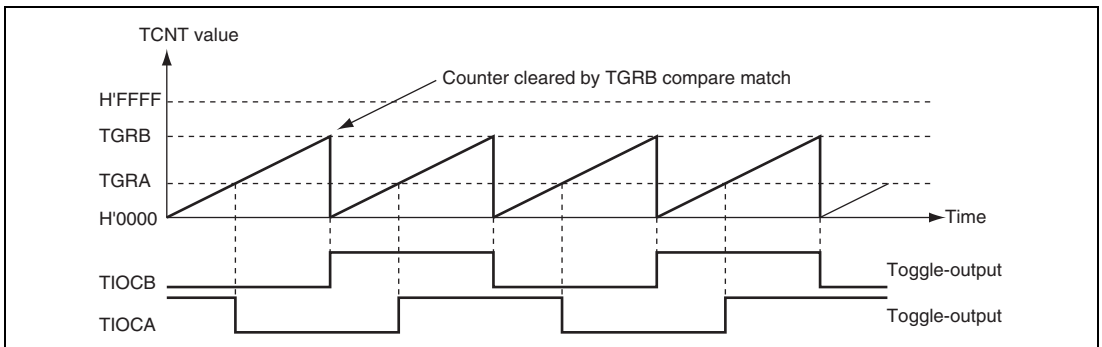 TCNT value
Counter cleared by TGRB compare match
H'FFFF
TGRB
TGRA
H'0000
Time
TIOCB
Toggle-output
TIOCA
Toggle-output